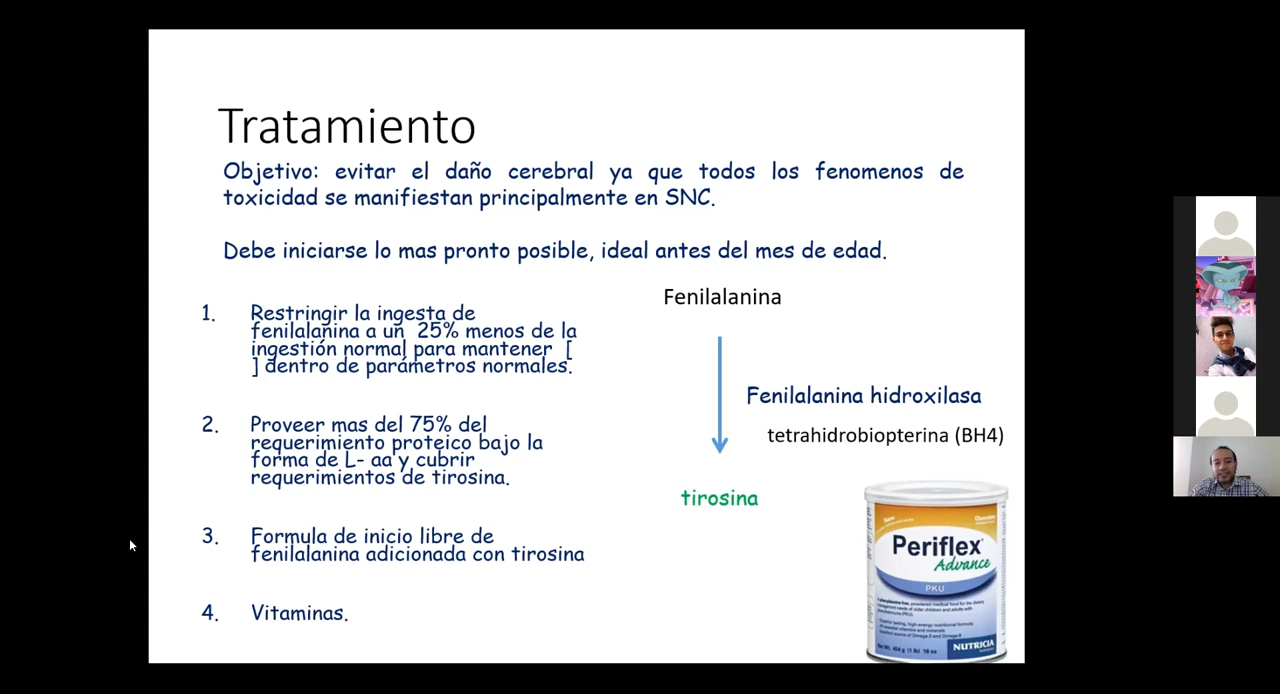 Tratamiento
Objetivo: evitar el daño cerebral ya que todos los fenomenos de
toxicidad se manifiestan principalmente en SNC.
Debe iniciarse lo mas pronto posible, ideal antes del mes de edad.
1. Restringir la ingesta de
fenilalanina a un 25% menos de la
ingestión normal para mantener [
] dentro de parámetros normales.
2. Proveer mas del 75% del
requerimiento proteico bajo la
forma de L- aa y cubrir
requerimientos de tirosina.
3. Formula de inicio libre de
fenilalanina adicionada con tirosina
4. Vitaminas.
Fenilalanina
Fenilalanina hidroxilasa
tetrahidrobiopterina (BH4)
tirosina
Periflex
Advance
PKU
NUTRICIA